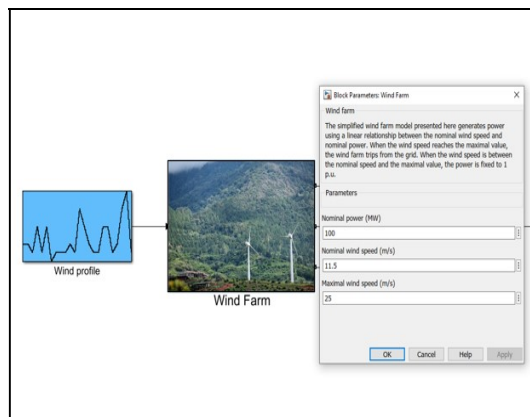 Block Parameters: Wind Farm
Wind farm
The simplified wind farm model presented here generates power
using a linear relationship between the nominal wind speed and
nominal power. When the wind speed reaches the maximal value,
the wind farm trips from the grid. When the wind speed is between
the nominal speed and the maximal value, the power is fixed to 1
p.u.
Parameters
Nominal power (MW)
100
Nominal wind speed (m/s)
11.5
Maximal wind speed (m/s)
25
OK Cancel Help Apply
Wind profile
Wind Farm